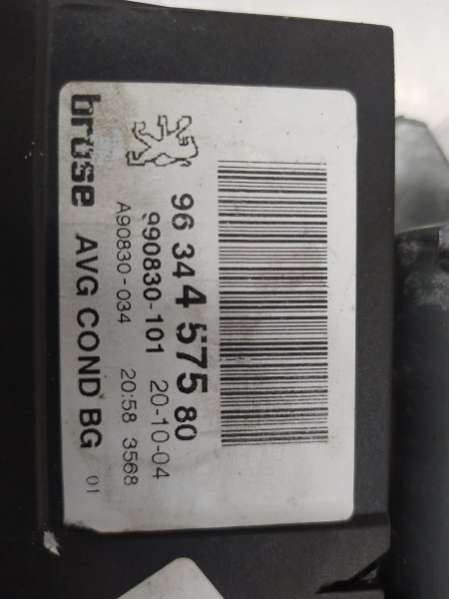 96 344 575 80
990830-101 20-10-04
A90830-034 20:58 3568
brose AVG COND BG 01